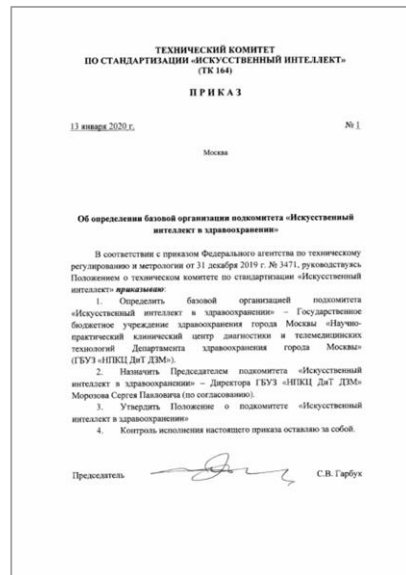 ТЕХНИЧЕСКИЙ КОМИТЕТ
ПО СТАНДАРТИЗАЦИИ «ИСКУССТВЕННЫЙ ИНТЕЛЛЕКТ»
(ТК 164)
ПРИКАЗ
13 января 2020 г. № 1
Москва
Об определении базовой организации подкомитета «Искусственный
интеллект в здравоохранении»
В соответствии с приказом Федерального агентства по техническому
регулированию и метрологии от 31 декабря 2019 г. № 3471, руководствуясь
Положением о техническом комитете по стандартизации «Искусственный
интеллект» приказываю:
1. Определить базовой организацией подкомитета
«Искусственный интеллект в здравоохранении» – Государственное
бюджетное учреждение здравоохранения города Москвы «Научно-
практический клинический центр диагностики и телемедицинских
технологий Департамента здравоохранения города Москвы»
(ГБУЗ «НПКЦ ДиТ ДЗМ»).
2. Назначить Председателем подкомитета «Искусственный
интеллект в здравоохранении» – Директора ГБУЗ «НПКЦ ДиТ ДЗМ»
Морозова Сергея Павловича (по согласованию).
3. Утвердить Положение о подкомитете «Искусственный
интеллект в здравоохранении»
4. Контроль исполнения настоящего приказа оставляю за собой.
Председатель С.В. Гарбук